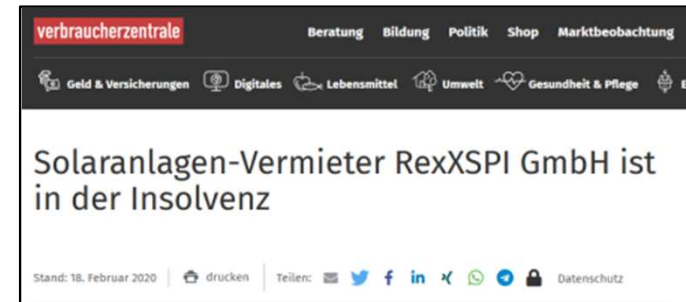 verbraucherzentrale
Beratung Bildung Politik Shop Marktbeobachtung
Geld & Versicherungen Digitales Lebensmittel Umwelt Gesundheit & Pflege E
Solaranlagen-Vermieter RexXSPI GmbH ist
in der Insolvenz
Stand: 18. Februar 2020 drucken Teilen: Datenschutz